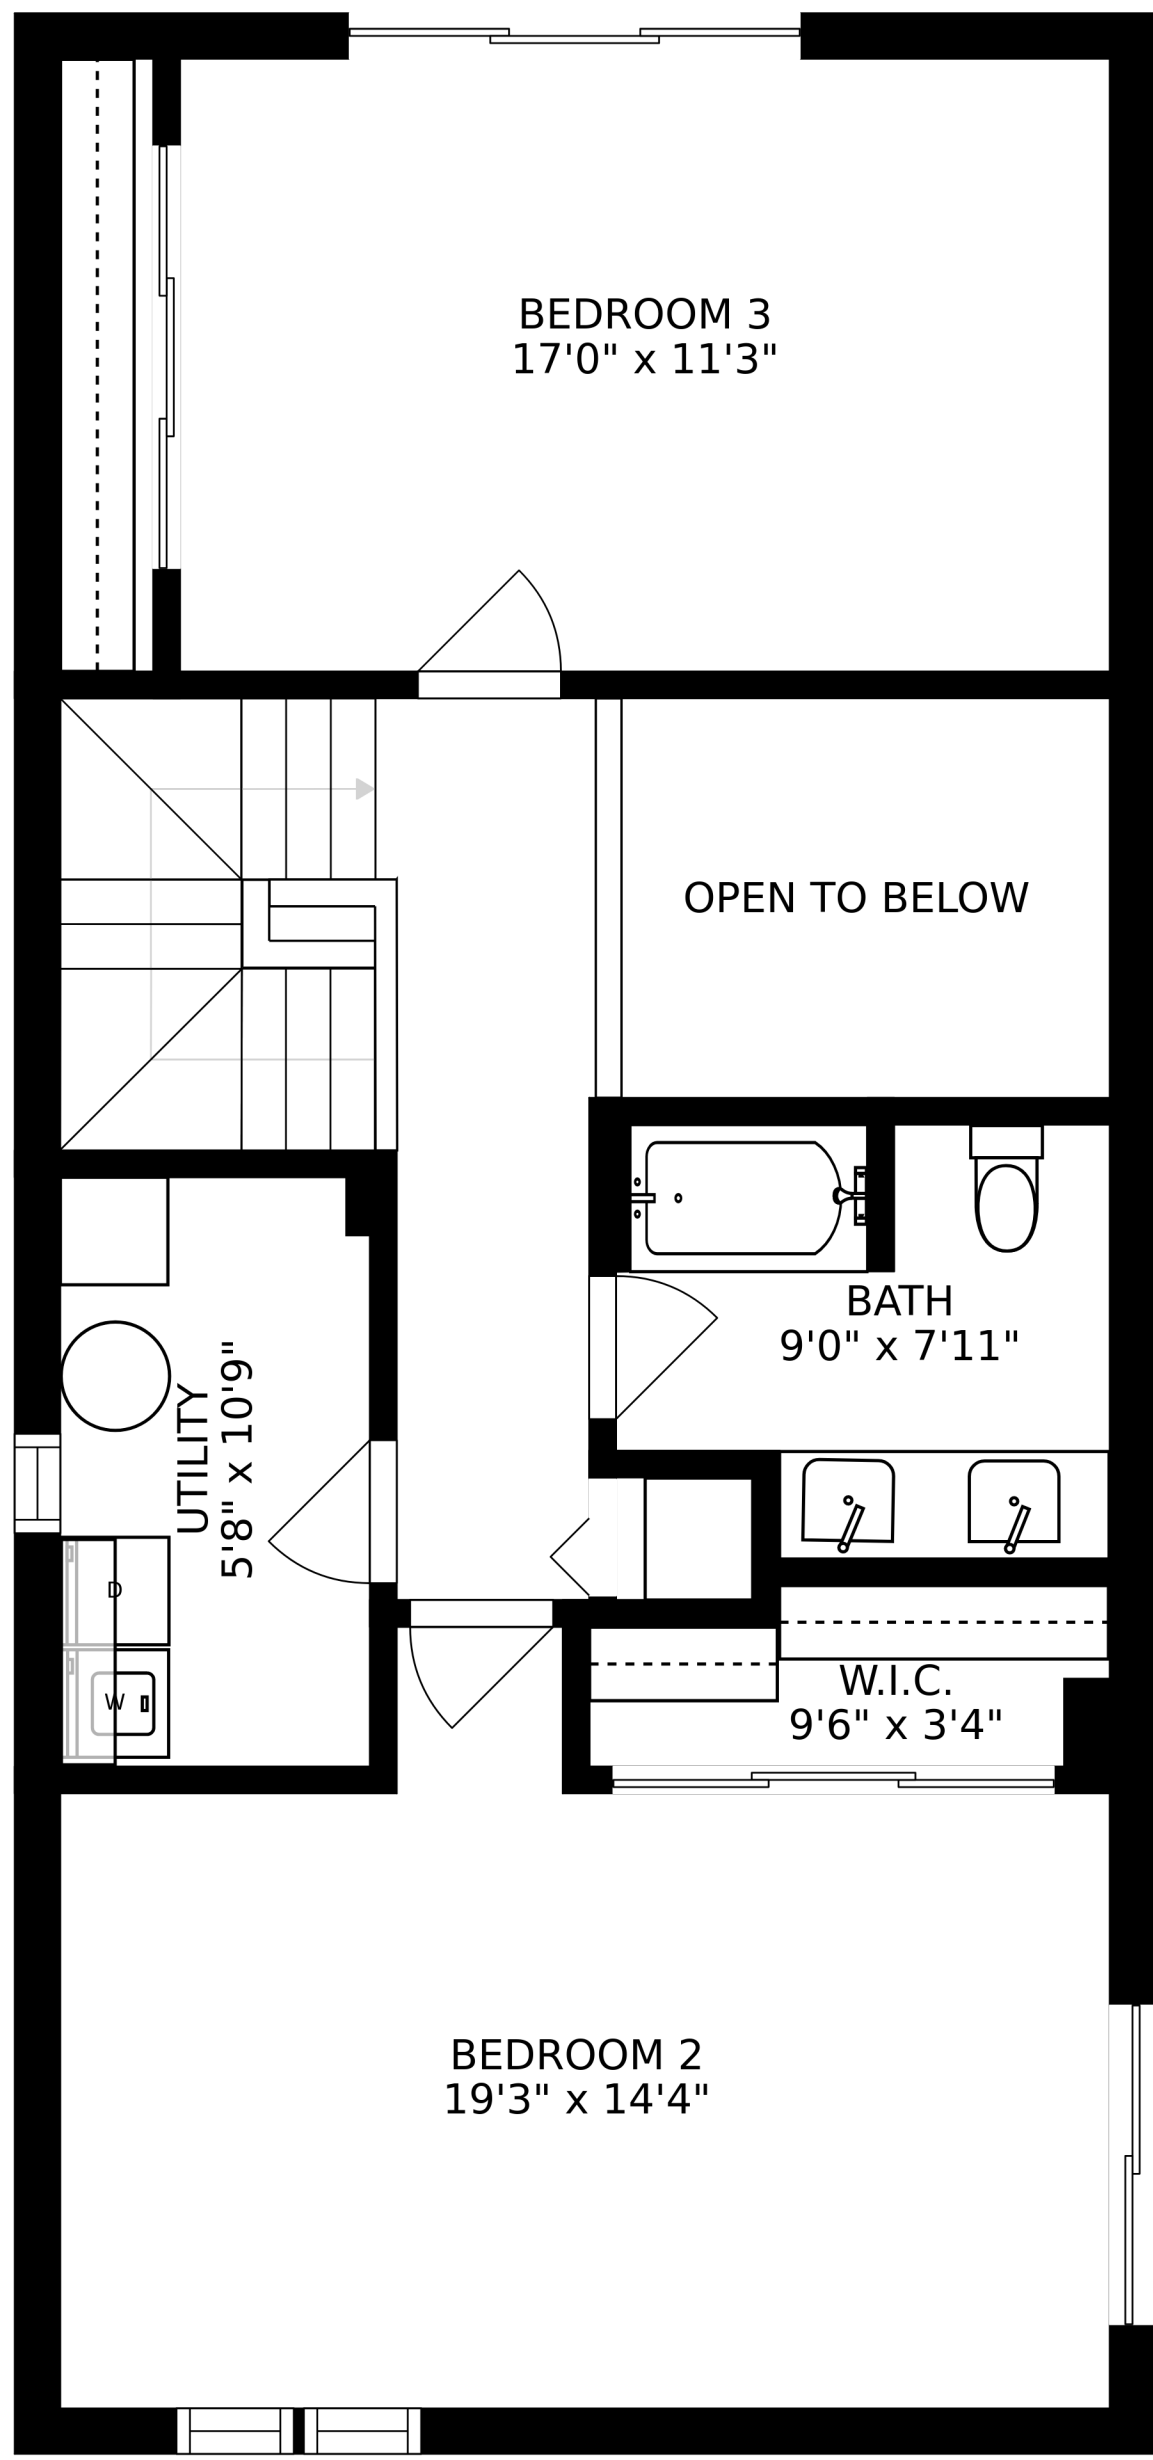 BEDROOM 3
17'0" x 11'3"
OPEN TO BELOW
BATH
9'0" x 7'11"
UTILITY
5'8" x 10'9"
D
W
W.I.C.
9'6" x 3'4"
BEDROOM 2
19'3" x 14'4"